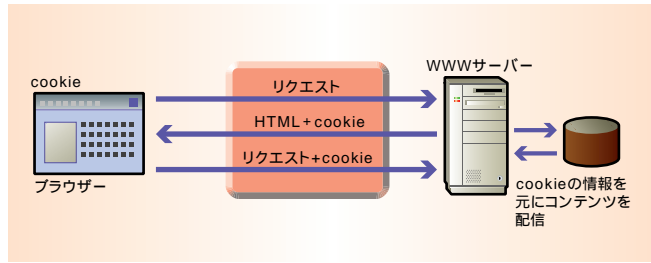 cookie
ブラウザー
リクエスト
HTML+cookie
リクエスト+cookie
WWWサーバー
cookieの情報を
元にコンテンツを
配信